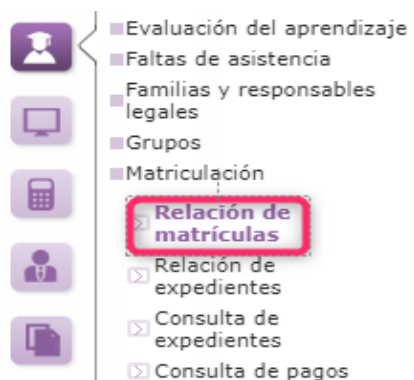 Evaluación del aprendizaje
Faltas de asistencia
Familias y responsables
legales
Grupos
Matriculación
Relación de
matrículas
Relación de
expedientes
Consulta de
expedientes
Consulta de pagos